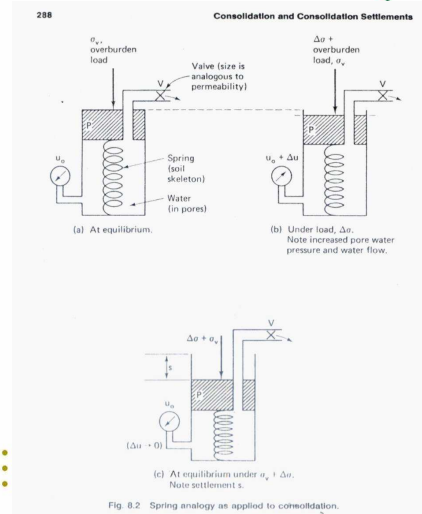 288
Consolidation and Consolidation Settlements
σv,
overburden
load
Valve (size is
analogous to
permeability)
V
P
uo
Spring
(soil
skeleton)
Water
(in pores)
(a) At equilibrium.
Δσ +
overburden
load, σv
V
P
uo + Δu
(b) Under load, Δσ.
Note increased pore water
pressure and water flow.
Δσ + σv
V
s
P
uo
(Δu → 0)
(c) At equilibrium under σv + Δσ.
Note settlement s.
Fig. 8.2 Spring analogy as applied to consolidation.